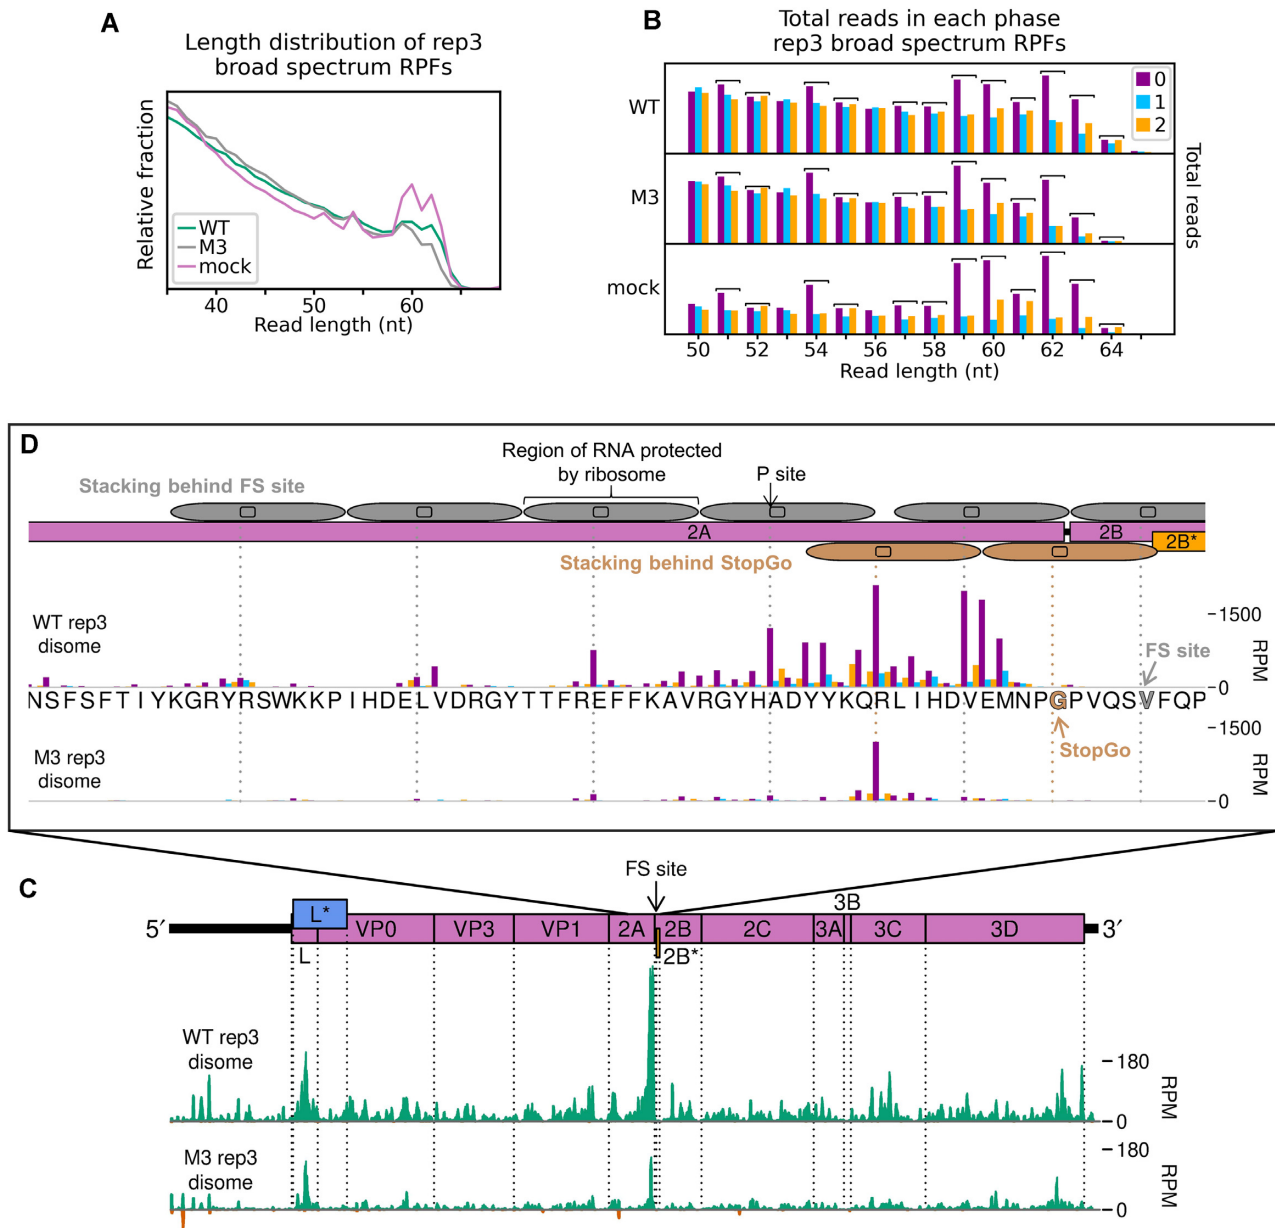 A
Length distribution of rep3
broad spectrum RPFs
Relative fraction
WT
M3
mock
40
50
60
Read length (nt)
B
Total reads in each phase
rep3 broad spectrum RPFs
WT
M3
mock
0
1
2
Total reads
50
52
54
56
58
60
62
64
Read length (nt)
D
Region of RNA protected
by ribosome
P site
Stacking behind FS site
2A
2B
2B*
Stacking behind StopGo
WT rep3
disome
1500
RPM
0
FS site
NSFSFTIYKGRYRSWKKPIHDELVDRGYTTFREFFKAVRGYHADYYKQRLIHDVEMNPGPVQSVFQP
StopGo
M3 rep3
disome
1500
RPM
0
C
FS site
5′
L*
L
VP0
VP3
VP1
2A
2B
2B*
2C
3A
3B
3C
3D
3′
WT rep3
disome
180
RPM
0
M3 rep3
disome
180
RPM
0